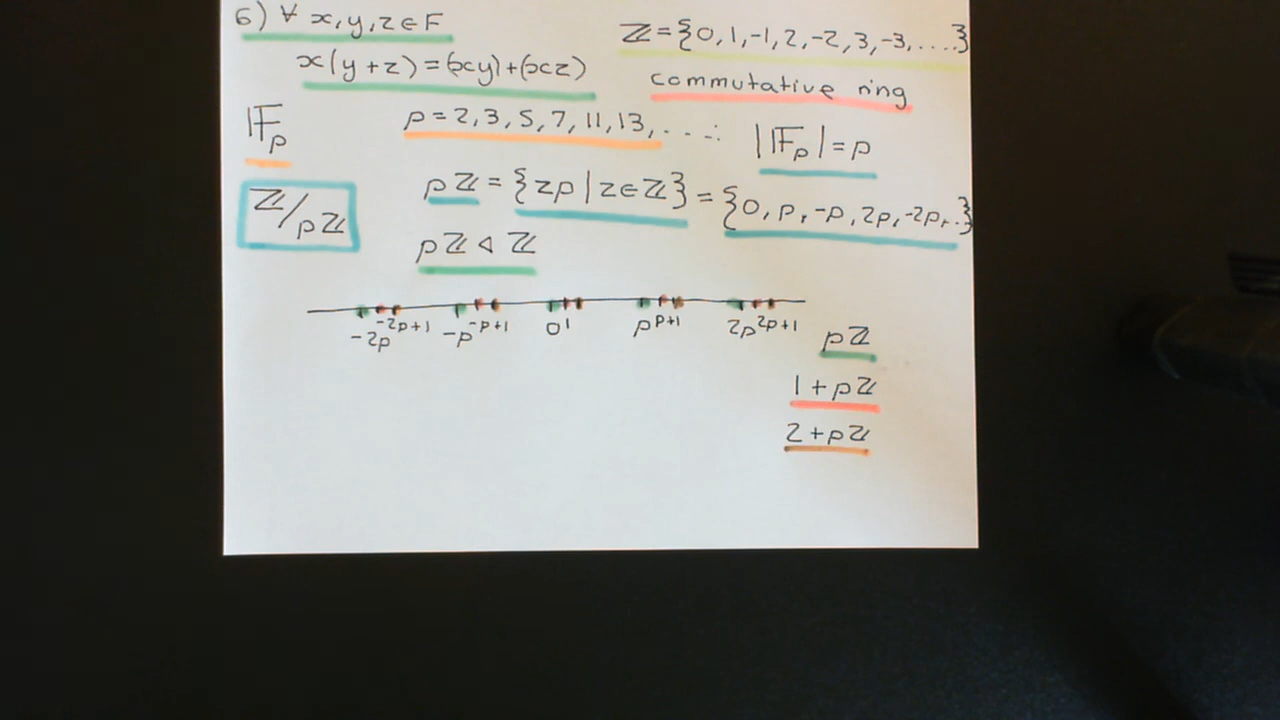 6) ∀ x,y,z∈F
x(y+z)=(xy)+(xz)
ℤ={0,1,-1,2,-2,3,-3,....}
commutative ring
𝔽p
p=2,3,5,7,11,13,....
|𝔽p|=p
ℤ/pℤ
pℤ = {zp|z∈ℤ} = {0,p,-p,2p,-2p,..}
pℤ ◁ ℤ
-2p -2p+1 -p -p+1 0 1 p p+1 2p 2p+1
pℤ
1+pℤ
2+pℤ